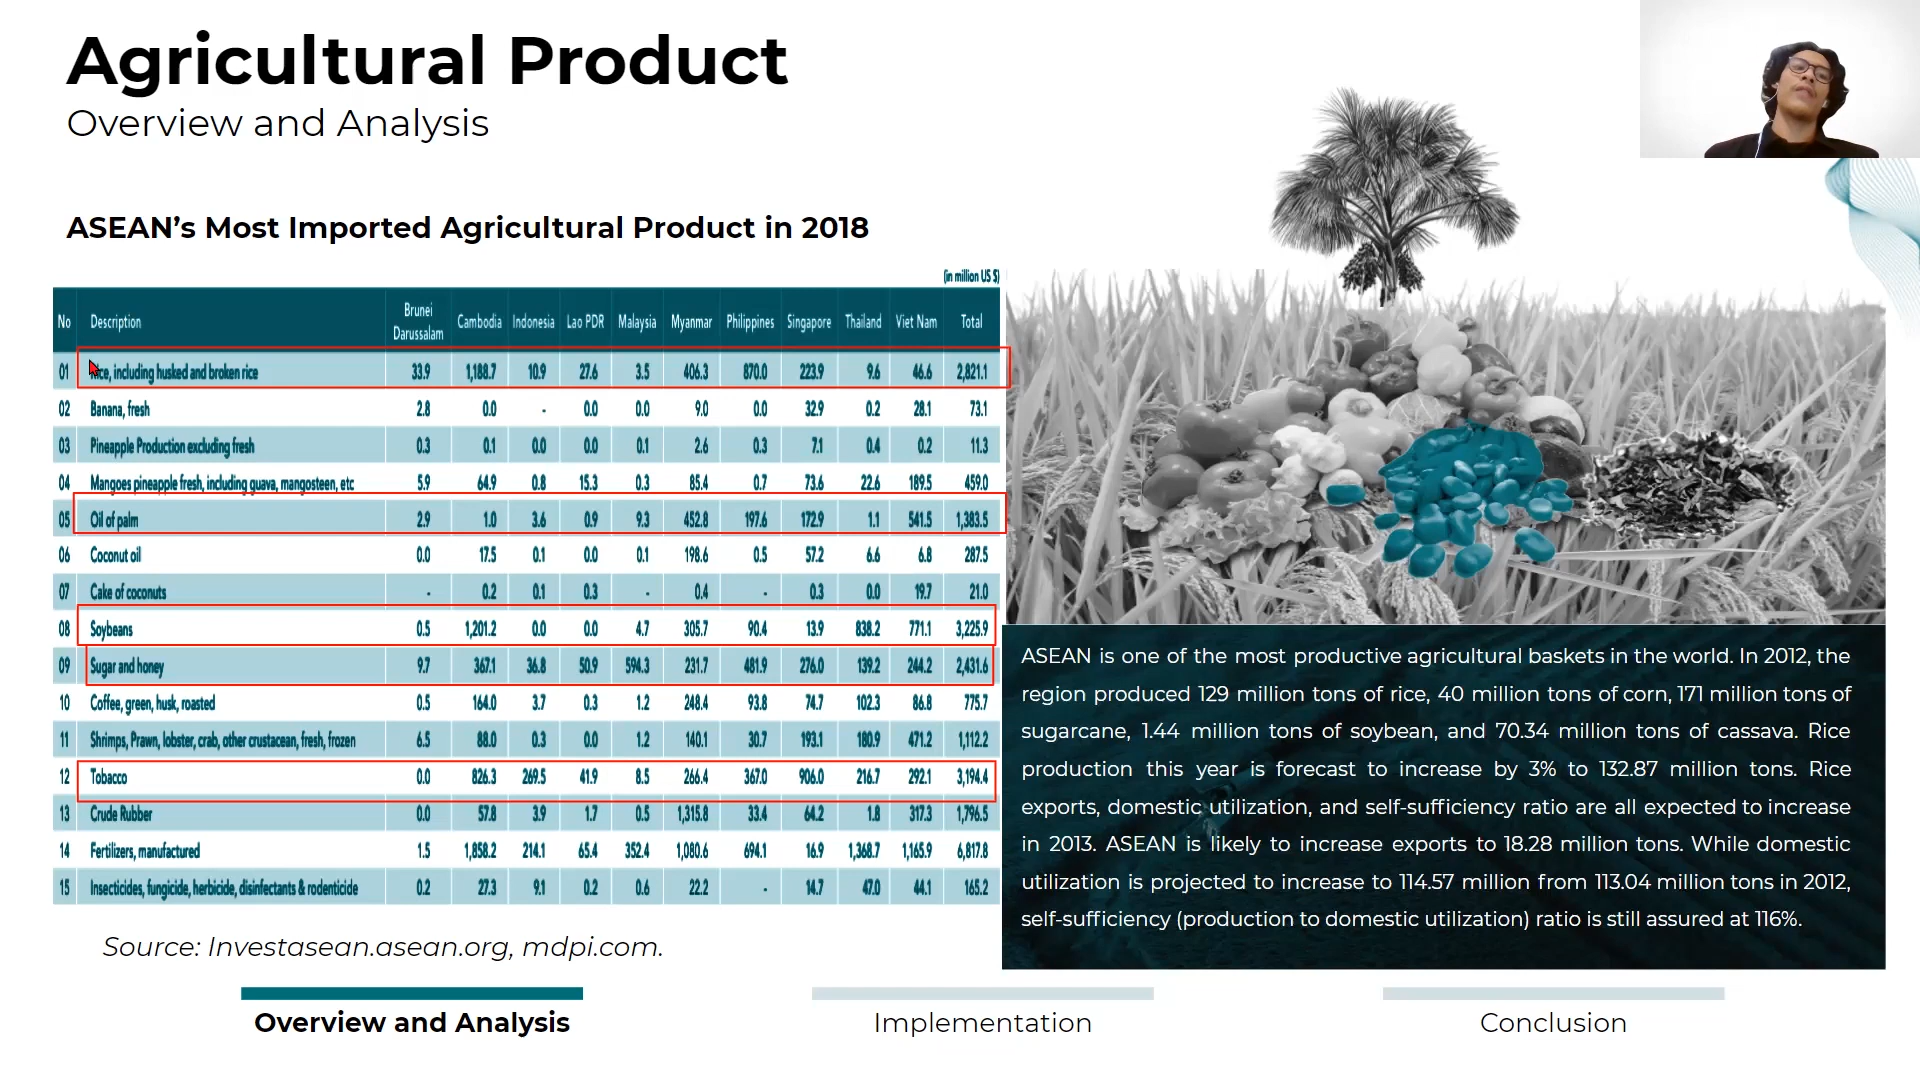 Agricultural Product
Overview and Analysis
ASEAN’s Most Imported Agricultural Product in 2018
(in million US $)
No Description Brunei Darussalam Cambodia Indonesia Lao PDR Malaysia Myanmar Philippines Singapore Thailand Viet Nam Total
01 Rice, including husked and broken rice 33.9 1,188.7 10.9 27.6 3.5 406.3 870.0 223.9 9.6 46.6 2,821.1
02 Banana, fresh 2.8 0.0 - 0.0 0.0 9.0 0.0 32.9 0.2 28.1 73.1
03 Pineapple Production excluding fresh 0.3 0.1 0.0 0.0 0.1 2.6 0.3 7.1 0.4 0.2 11.3
04 Mangoes pineapple fresh, including guava, mangosteen, etc 5.9 64.9 0.8 15.3 0.3 85.4 0.7 73.6 22.6 189.5 459.0
05 Oil of palm 2.9 1.0 3.6 0.9 9.3 452.8 197.6 172.9 1.1 541.5 1,383.5
06 Coconut oil 0.0 17.5 0.1 0.0 0.1 198.6 0.5 57.2 6.6 6.8 287.5
07 Cake of coconuts - 0.2 0.1 0.3 - 0.4 - 0.3 0.0 19.7 21.0
08 Soybeans 0.5 1,201.2 0.0 0.0 4.7 305.7 90.4 13.9 838.2 771.1 3,225.9
09 Sugar and honey 9.7 367.1 36.8 50.9 594.3 231.7 481.9 276.0 139.2 244.2 2,431.6
10 Coffee, green, husk, roasted 0.5 164.0 3.7 0.3 1.2 248.4 93.8 74.7 102.3 86.8 775.7
11 Shrimps, Prawn, lobster, crab, other crustacean, fresh, frozen 6.5 88.0 0.3 0.0 1.2 140.1 30.7 193.1 180.9 471.2 1,112.2
12 Tobacco 0.0 826.3 269.5 41.9 8.5 266.4 367.0 906.0 216.7 292.1 3,194.4
13 Crude Rubber 0.0 57.8 3.9 1.7 0.5 1,315.8 33.4 64.2 1.8 317.3 1,796.5
14 Fertilizers, manufactured 1.5 1,858.2 214.1 65.4 352.4 1,080.6 694.1 16.9 1,368.7 1,165.9 6,817.8
15 Insecticides, fungicide, herbicide, disinfectants & rodenticide 0.2 27.3 9.1 0.2 0.6 22.2 - 14.7 47.0 44.1 165.2
Source: Investasean.asean.org, mdpi.com.
ASEAN is one of the most productive agricultural baskets in the world. In 2012, the
region produced 129 million tons of rice, 40 million tons of corn, 171 million tons of
sugarcane, 1.44 million tons of soybean, and 70.34 million tons of cassava. Rice
production this year is forecast to increase by 3% to 132.87 million tons. Rice
exports, domestic utilization, and self-sufficiency ratio are all expected to increase
in 2013. ASEAN is likely to increase exports to 18.28 million tons. While domestic
utilization is projected to increase to 114.57 million from 113.04 million tons in 2012,
self-sufficiency (production to domestic utilization) ratio is still assured at 116%.
Overview and Analysis
Implementation
Conclusion